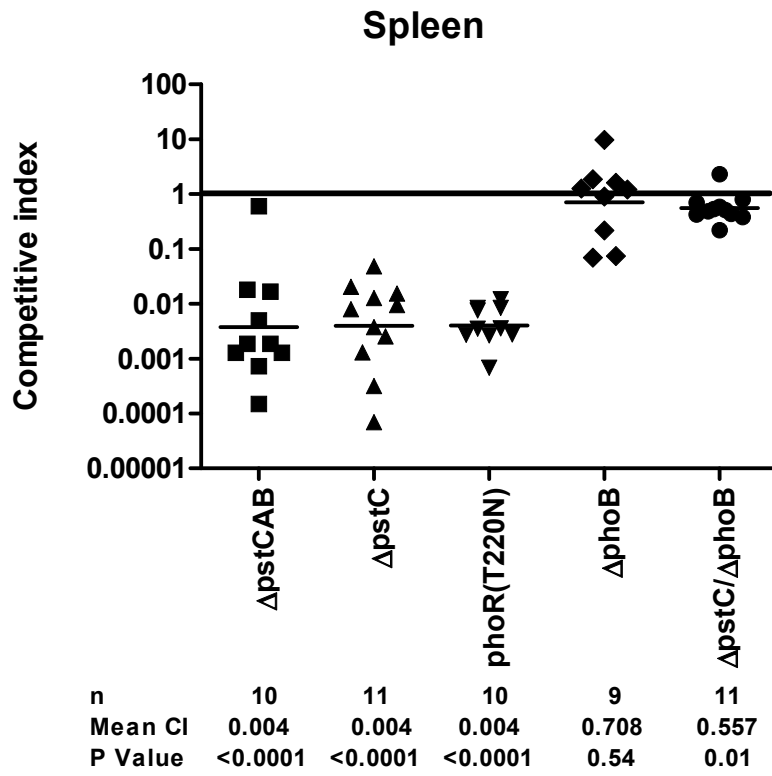 Spleen
Competitive index
100
10
1
0.1
0.01
0.001
0.0001
0.00001
ΔpstCAB
ΔpstC
phoR(T220N)
ΔphoB
ΔpstC/ΔphoB
n 10 11 10 9 11
Mean CI 0.004 0.004 0.004 0.708 0.557
P Value <0.0001 <0.0001 <0.0001 0.54 0.01